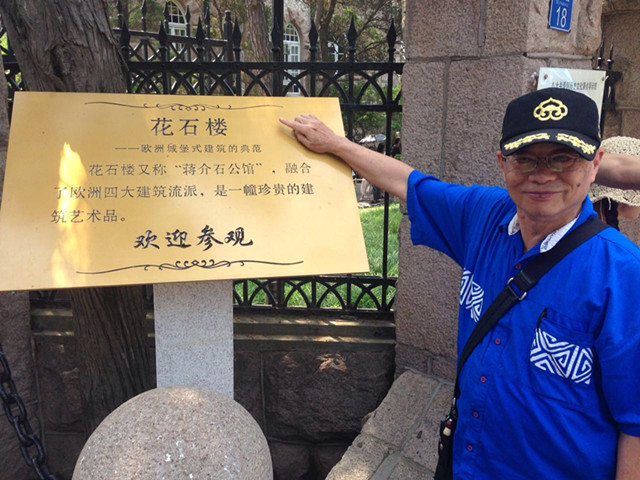 18
花石楼
——欧洲城堡式建筑的典范
花石楼又称“蒋介石公馆”，融合
了欧洲四大建筑流派，是一幢珍贵的建
筑艺术品。
欢迎参观